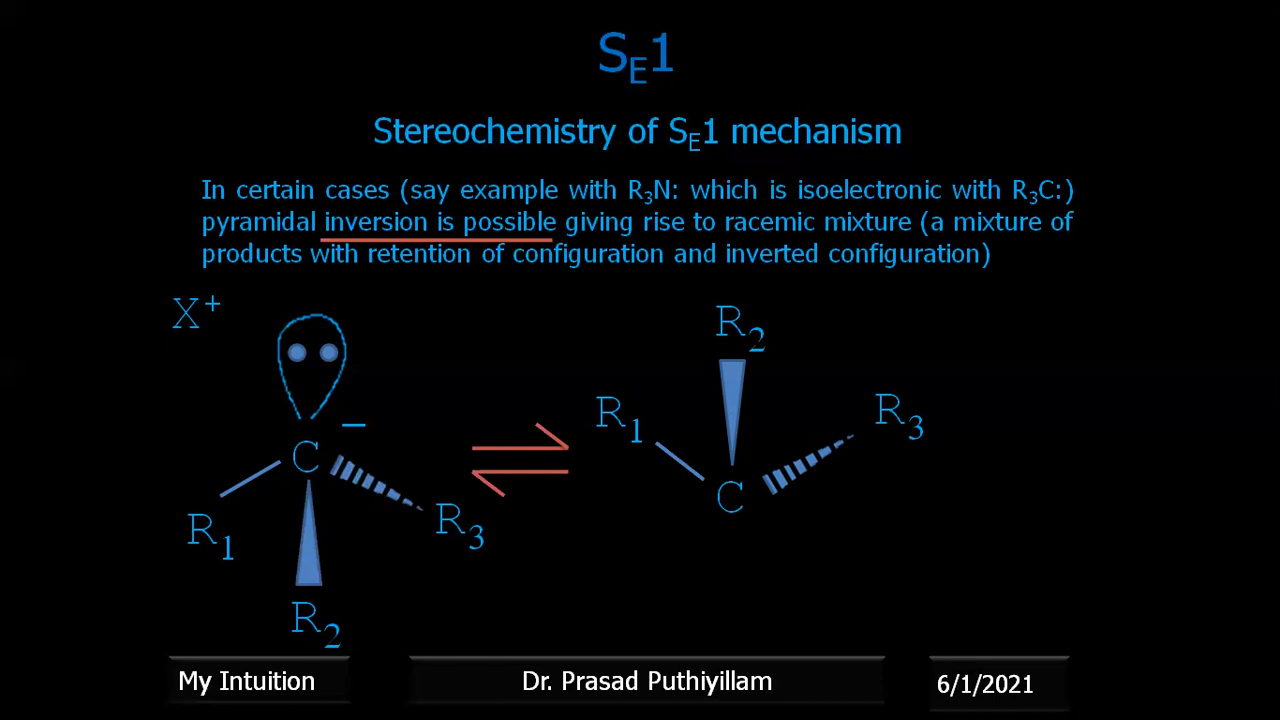 S_E1
Stereochemistry of S_E1 mechanism
In certain cases (say example with R₃N: which is isoelectronic with R₃C:)
pyramidal inversion is possible giving rise to racemic mixture (a mixture of
products with retention of configuration and inverted configuration)
X⁺
R₂
R₁
R₃
C −
C
R₁
R₃
R₂
My Intuition
Dr. Prasad Puthiyillam
6/1/2021